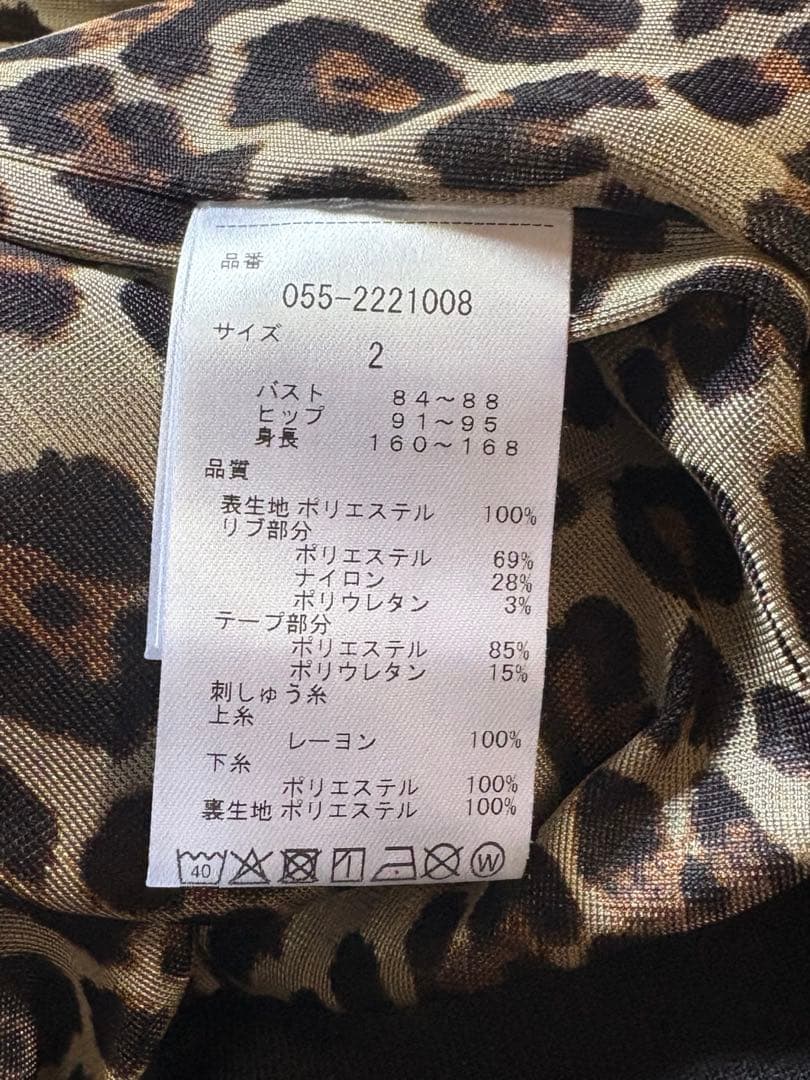 品番
055-2221008
サイズ
2
バスト 84～88
ヒップ 91～95
身長 160～168
品質
表生地 ポリエステル 100%
リブ部分
ポリエステル 69%
ナイロン 28%
ポリウレタン 3%
テープ部分
ポリエステル 85%
ポリウレタン 15%
刺しゅう糸
上糸
レーヨン 100%
下糸
ポリエステル 100%
裏生地 ポリエステル 100%
40 W